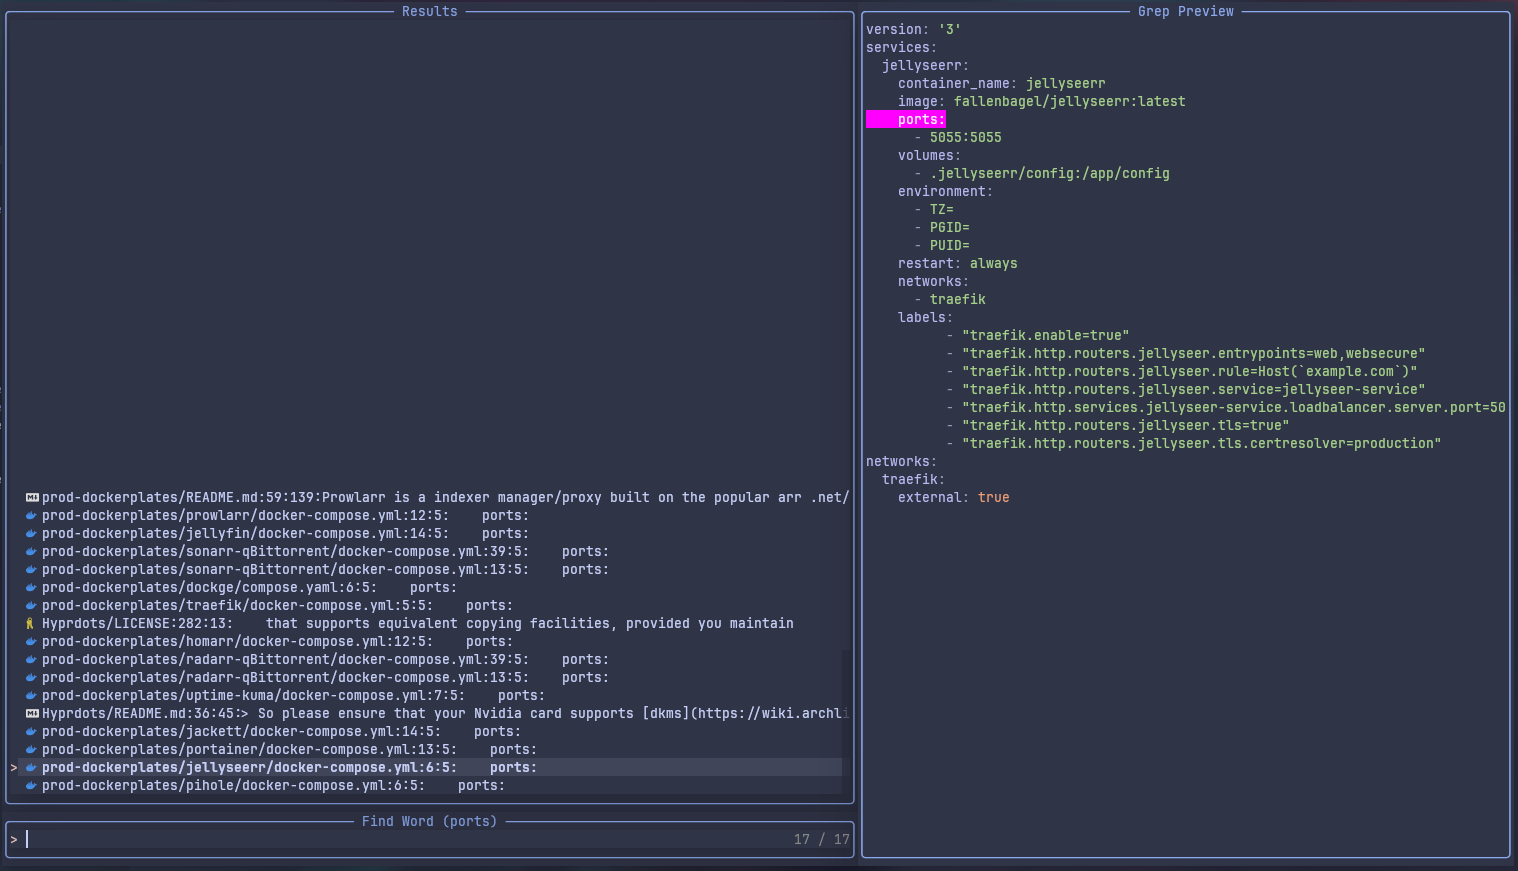 Results
prod-dockerplates/README.md:59:139:Prowlarr is a indexer manager/proxy built on the popular arr .net/
prod-dockerplates/prowlarr/docker-compose.yml:12:5:    ports:
prod-dockerplates/jellyfin/docker-compose.yml:14:5:    ports:
prod-dockerplates/sonarr-qBittorrent/docker-compose.yml:39:5:    ports:
prod-dockerplates/sonarr-qBittorrent/docker-compose.yml:13:5:    ports:
prod-dockerplates/dockge/compose.yaml:6:5:    ports:
prod-dockerplates/traefik/docker-compose.yml:5:5:    ports:
Hyprdots/LICENSE:282:13:    that supports equivalent copying facilities, provided you maintain
prod-dockerplates/homarr/docker-compose.yml:12:5:    ports:
prod-dockerplates/radarr-qBittorrent/docker-compose.yml:39:5:    ports:
prod-dockerplates/radarr-qBittorrent/docker-compose.yml:13:5:    ports:
prod-dockerplates/uptime-kuma/docker-compose.yml:7:5:    ports:
Hyprdots/README.md:36:45:> So please ensure that your Nvidia card supports [dkms](https://wiki.archli
prod-dockerplates/jackett/docker-compose.yml:14:5:    ports:
prod-dockerplates/portainer/docker-compose.yml:13:5:    ports:
> prod-dockerplates/jellyseerr/docker-compose.yml:6:5:    ports:
prod-dockerplates/pihole/docker-compose.yml:6:5:    ports:
Find Word (ports)
> 17 / 17
Grep Preview
version: '3'
services:
  jellyseerr:
    container_name: jellyseerr
    image: fallenbagel/jellyseerr:latest
    ports:
      - 5055:5055
    volumes:
      - .jellyseerr/config:/app/config
    environment:
      - TZ=
      - PGID=
      - PUID=
    restart: always
    networks:
      - traefik
    labels:
          - "traefik.enable=true"
          - "traefik.http.routers.jellyseer.entrypoints=web,websecure"
          - "traefik.http.routers.jellyseer.rule=Host(`example.com`)"
          - "traefik.http.routers.jellyseer.service=jellyseer-service"
          - "traefik.http.services.jellyseer-service.loadbalancer.server.port=50
          - "traefik.http.routers.jellyseer.tls=true"
          - "traefik.http.routers.jellyseer.tls.certresolver=production"
networks:
  traefik:
    external: true